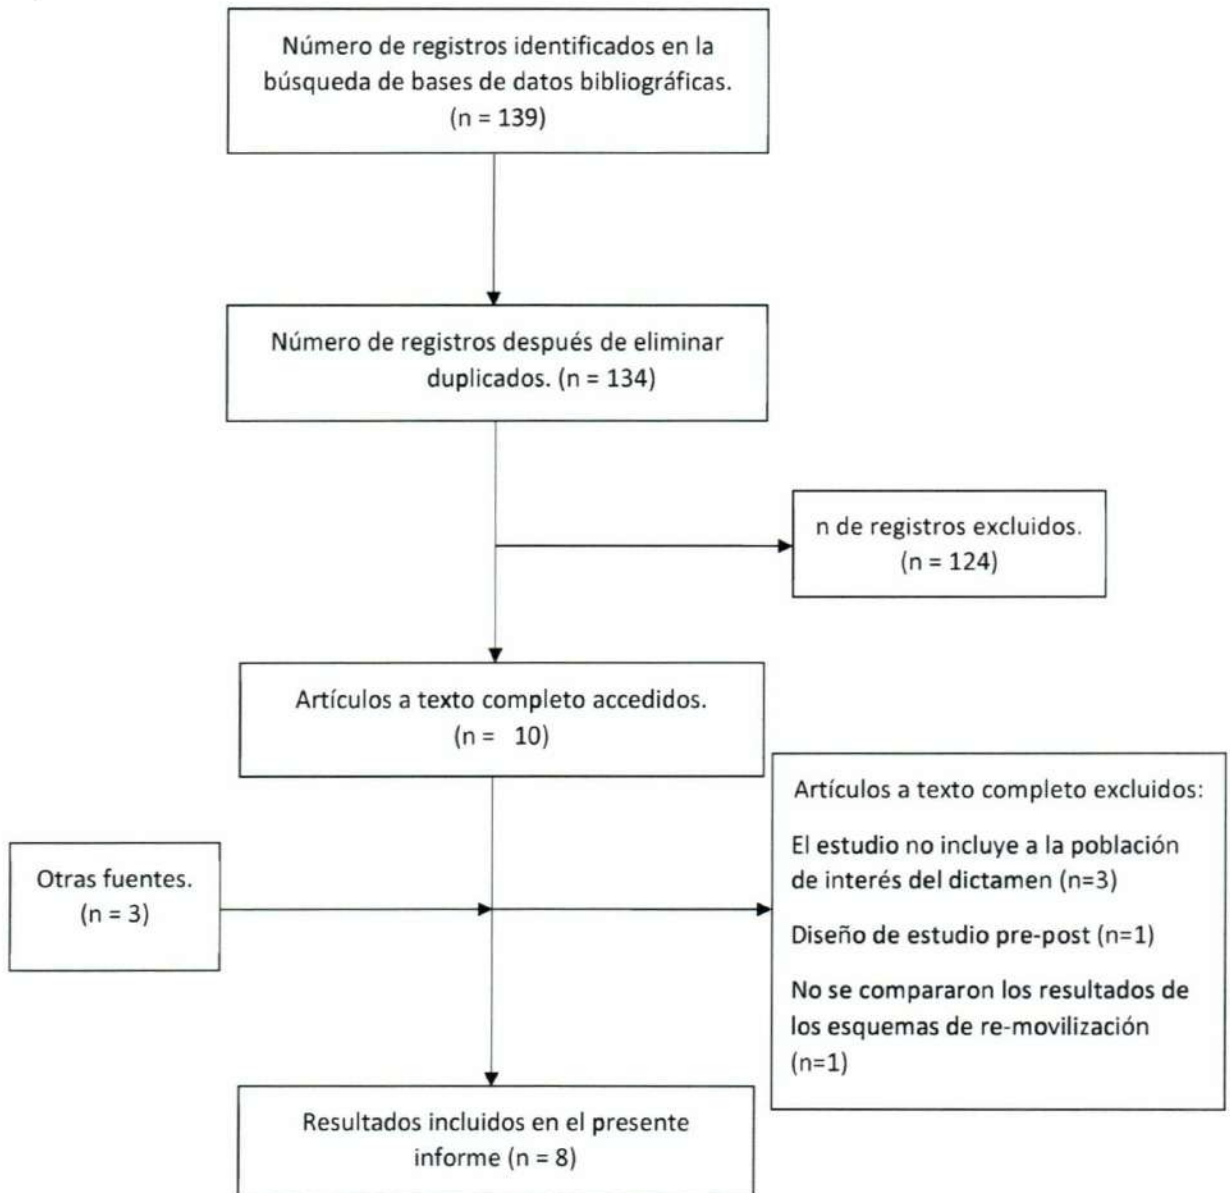 Número de registros identificados en la
búsqueda de bases de datos bibliográficas.
(n = 139)
Número de registros después de eliminar
duplicados. (n = 134)
n de registros excluidos.
(n = 124)
Artículos a texto completo accedidos.
(n = 10)
Otras fuentes.
(n = 3)
Artículos a texto completo excluidos:
El estudio no incluye a la población
de interés del dictamen (n=3)
Diseño de estudio pre-post (n=1)
No se compararon los resultados de
los esquemas de re-movilización
(n=1)
Resultados incluidos en el presente
informe (n = 8)